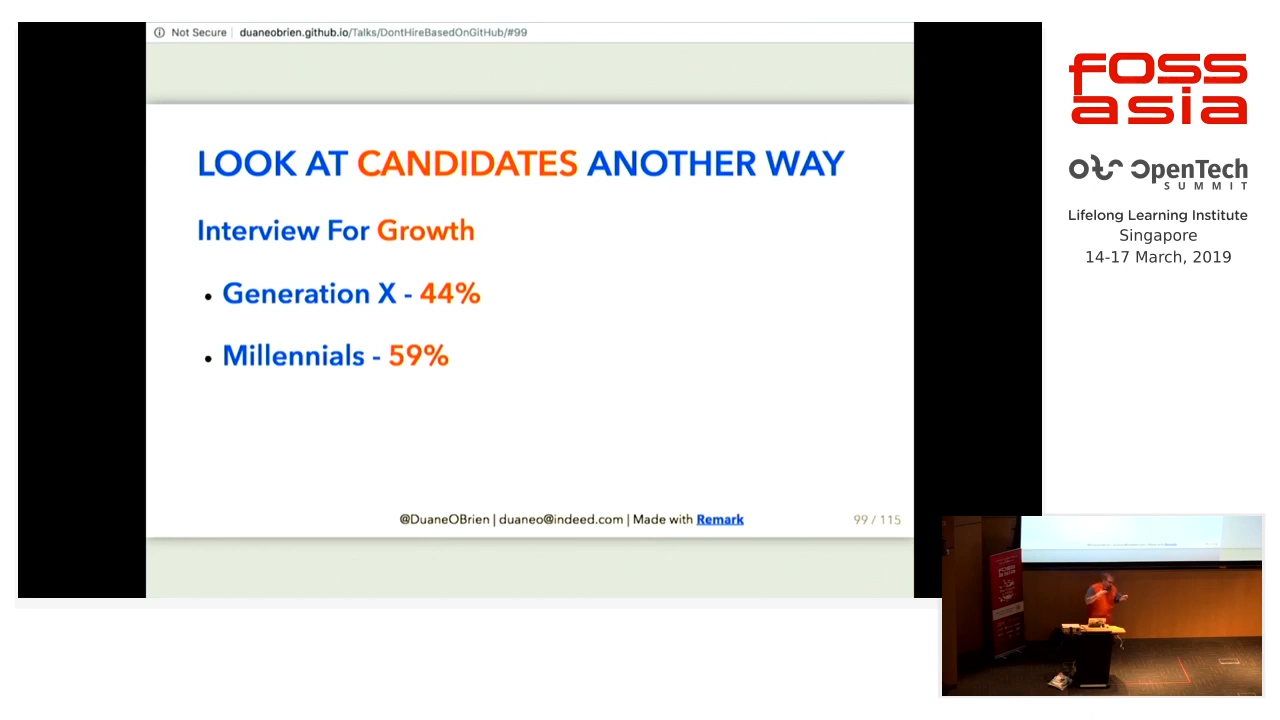 Not Secure duaneobrien.github.io/Talks/DontHireBasedOnGitHub/#99
LOOK AT CANDIDATES ANOTHER WAY
Interview For Growth
• Generation X - 44%
• Millennials - 59%
@DuaneOBrien | duaneo@indeed.com | Made with Remark
99 / 115
foss
asia
OpenTech
SUMMIT
Lifelong Learning Institute
Singapore
14-17 March, 2019